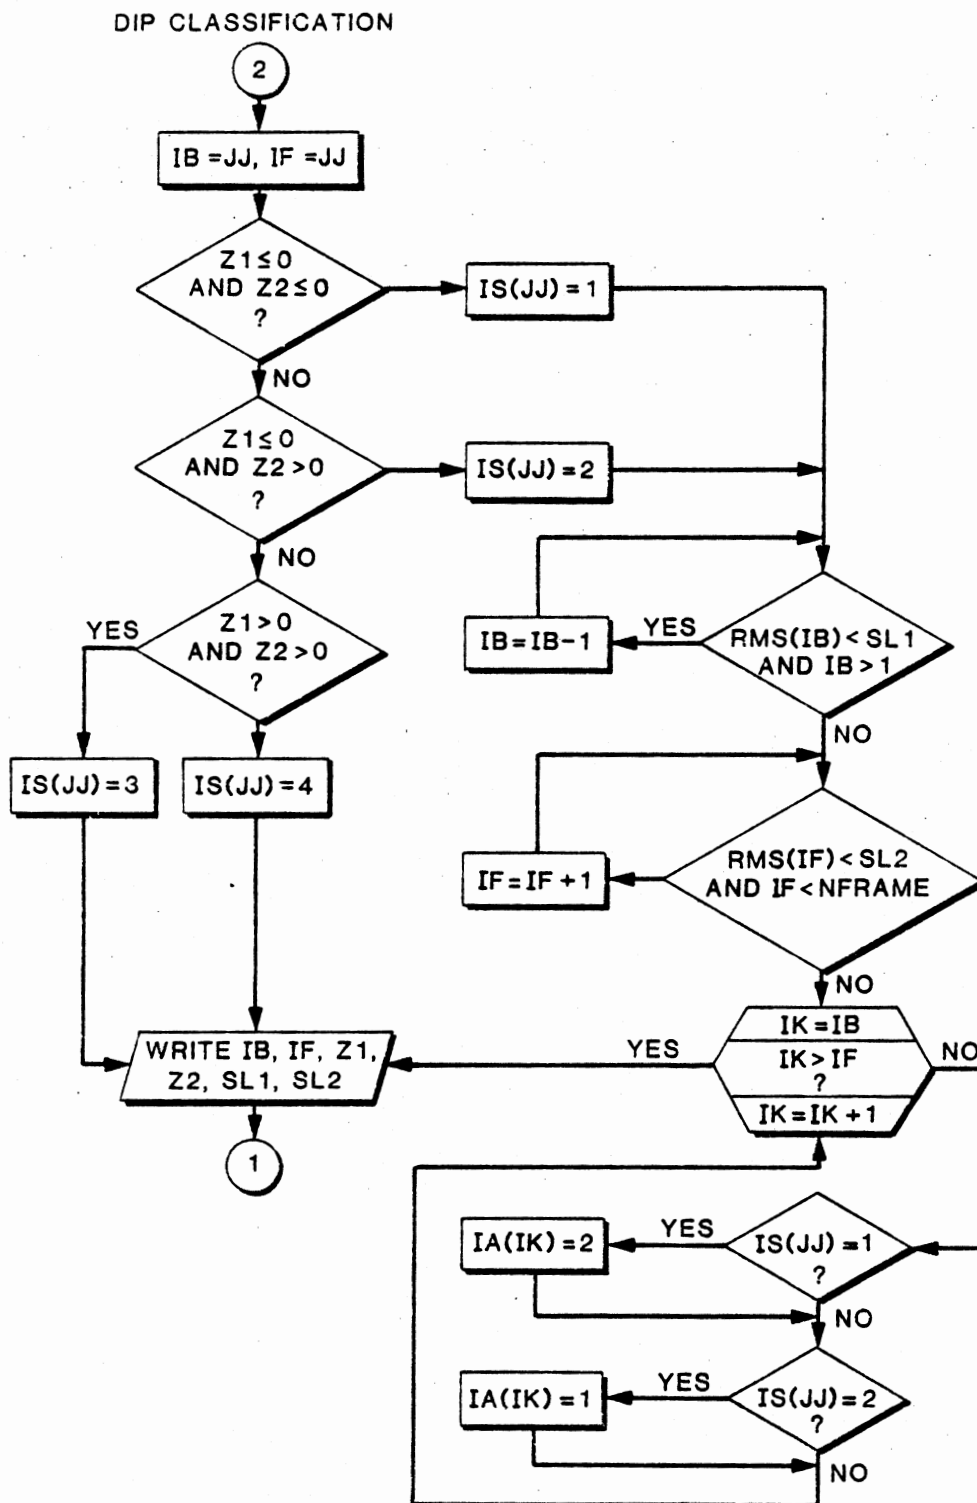 DIP CLASSIFICATION
2
IB =JJ, IF =JJ
Z1≤0
AND Z2≤0
?
IS(JJ)=1
NO
Z1≤0
AND Z2>0
?
IS(JJ)=2
NO
Z1>0
AND Z2>0
?
YES
IB=IB-1
YES
RMS(IB)<SL1
AND IB>1
NO
IS(JJ)=3
IS(JJ)=4
IF=IF+1
RMS(IF)<SL2
AND IF<NFRAME
NO
IK=IB
IK>IF
?
IK=IK+1
YES
NO
WRITE IB, IF, Z1,
Z2, SL1, SL2
1
IA(IK)=2
YES
IS(JJ)=1
?
NO
IA(IK)=1
YES
IS(JJ)=2
?
NO